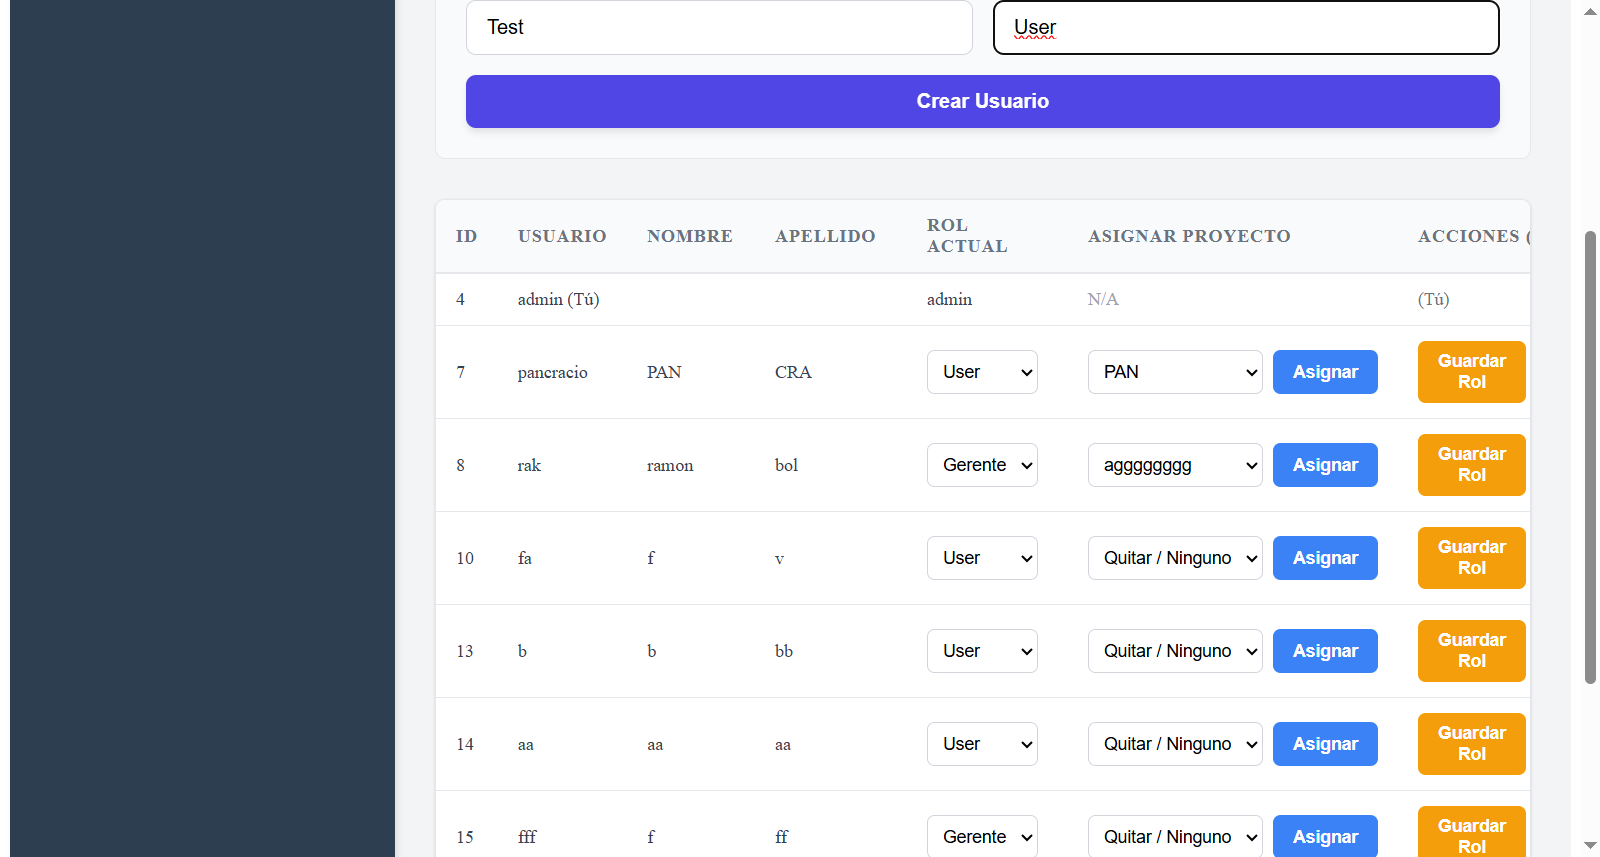 Test User
Crear Usuario
ID USUARIO NOMBRE APELLIDO ROL ACTUAL ASIGNAR PROYECTO ACCIONES (
4 admin (Tú) admin N/A (Tú)
7 pancracio PAN CRA User PAN Asignar Guardar Rol
8 rak ramon bol Gerente agggggggg Asignar Guardar Rol
10 fa f v User Quitar / Ninguno Asignar Guardar Rol
13 b b bb User Quitar / Ninguno Asignar Guardar Rol
14 aa aa aa User Quitar / Ninguno Asignar Guardar Rol
15 fff f ff Gerente Quitar / Ninguno Asignar Guardar Rol